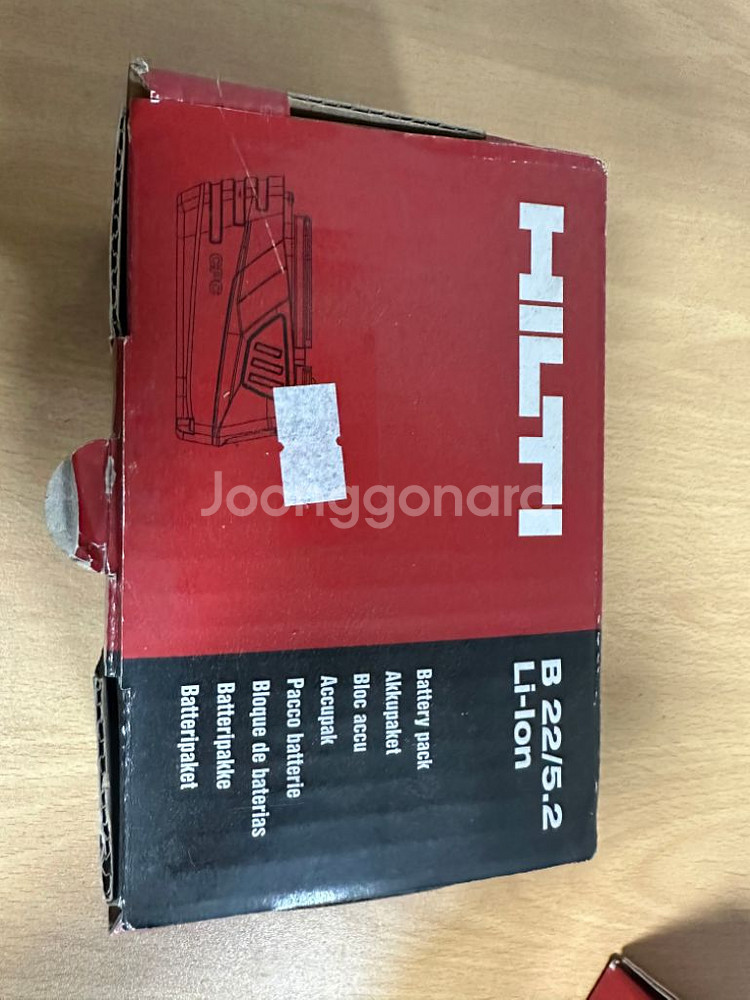 HILTI
CPC
B 22/5.2
Li-Ion
Battery pack
Akkupaket
Bloc accu
Accupak
Pacco batterie
Bloque de baterias
Batteripakke
Batteripaket
Joonggonara